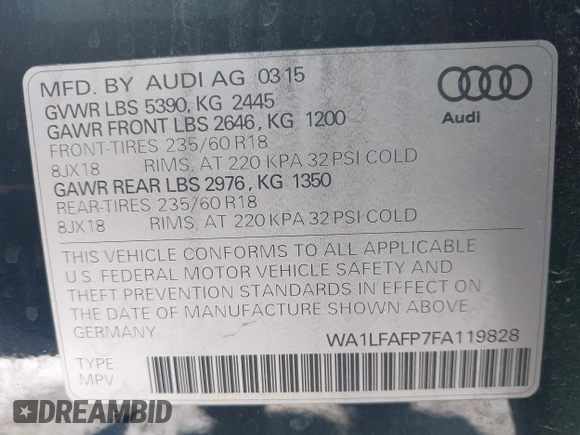 MFD. BY AUDI AG 0315
GVWR LBS 5390, KG 2445
GAWR FRONT LBS 2646, KG 1200
FRONT-TIRES 235/60 R18
8JX18 RIMS, AT 220 KPA 32 PSI COLD
GAWR REAR LBS 2976, KG 1350
REAR-TIRES 235/60 R18
8JX18 RIMS, AT 220 KPA 32 PSI COLD
Audi
THIS VEHICLE CONFORMS TO ALL APPLICABLE
U.S. FEDERAL MOTOR VEHICLE SAFETY AND
THEFT PREVENTION STANDARDS IN EFFECT ON
THE DATE OF MANUFACTURE SHOWN ABOVE.
GERMANY
WA1LFAFP7FA119828
TYPE
MPV
DREAMBID